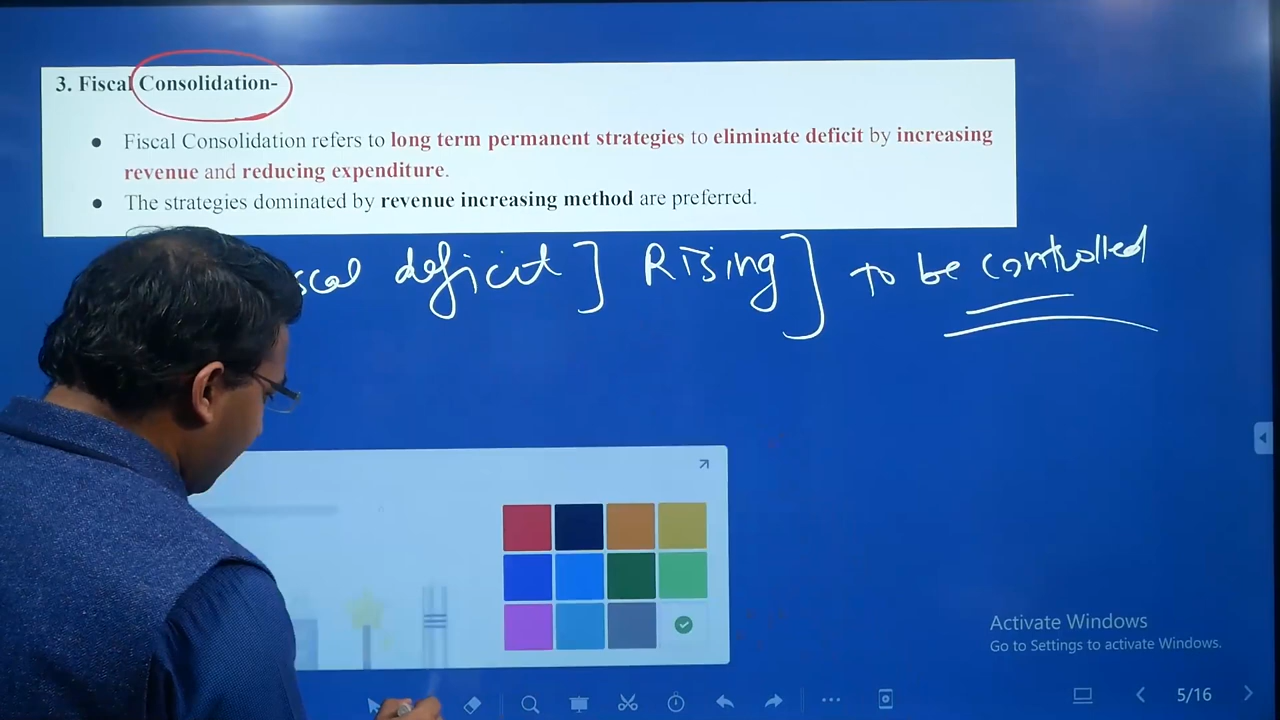 3. Fiscal Consolidation-
● Fiscal Consolidation refers to long term permanent strategies to eliminate deficit by increasing
revenue and reducing expenditure.
● The strategies dominated by revenue increasing method are preferred.
scal deficit] Rising] to be controlled
Activate Windows
Go to Settings to activate Windows.
5/16